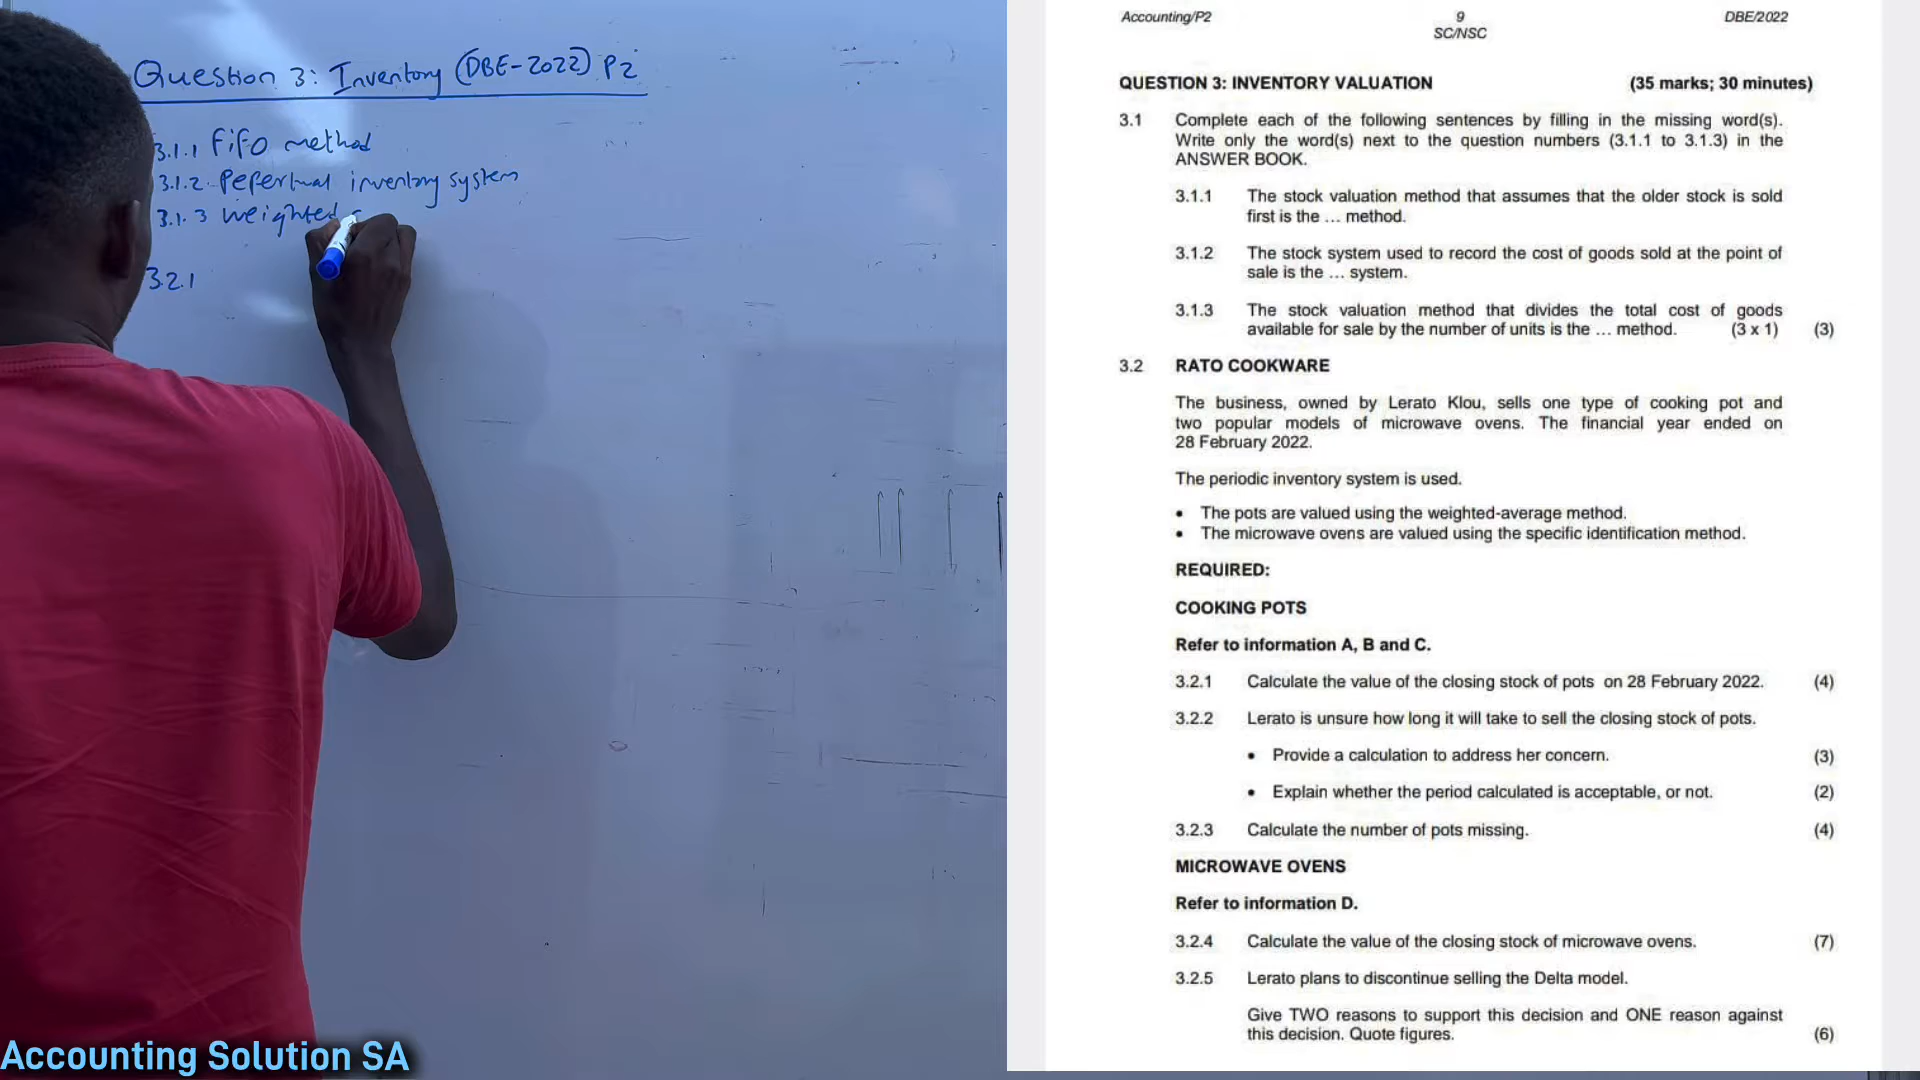 Question 3: Inventory (DBE-2022) P2
3.1.1 FiFO method
3.1.2 Pepertual inventory system
3.1.3 Weighted
3.2.1
Accounting Solution SA
Accounting/P2 9 DBE/2022
SC/NSC
QUESTION 3: INVENTORY VALUATION (35 marks; 30 minutes)
3.1 Complete each of the following sentences by filling in the missing word(s).
Write only the word(s) next to the question numbers (3.1.1 to 3.1.3) in the
ANSWER BOOK.
3.1.1 The stock valuation method that assumes that the older stock is sold
first is the … method.
3.1.2 The stock system used to record the cost of goods sold at the point of
sale is the … system.
3.1.3 The stock valuation method that divides the total cost of goods
available for sale by the number of units is the … method. (3 x 1) (3)
3.2 RATO COOKWARE
The business, owned by Lerato Klou, sells one type of cooking pot and
two popular models of microwave ovens. The financial year ended on
28 February 2022.
The periodic inventory system is used.
• The pots are valued using the weighted-average method.
• The microwave ovens are valued using the specific identification method.
REQUIRED:
COOKING POTS
Refer to information A, B and C.
3.2.1 Calculate the value of the closing stock of pots on 28 February 2022. (4)
3.2.2 Lerato is unsure how long it will take to sell the closing stock of pots.
• Provide a calculation to address her concern. (3)
• Explain whether the period calculated is acceptable, or not. (2)
3.2.3 Calculate the number of pots missing. (4)
MICROWAVE OVENS
Refer to information D.
3.2.4 Calculate the value of the closing stock of microwave ovens. (7)
3.2.5 Lerato plans to discontinue selling the Delta model.
Give TWO reasons to support this decision and ONE reason against
this decision. Quote figures. (6)